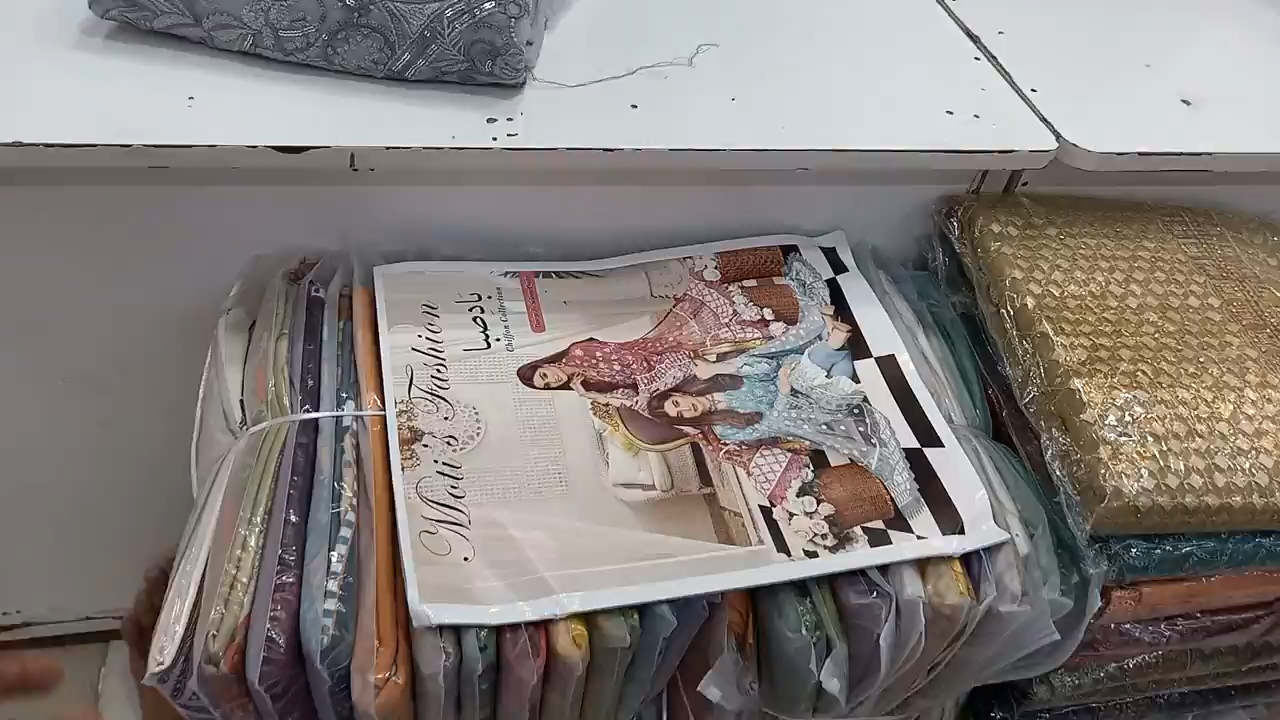 Moti's Fashion
بادصبا
Chiffon Collection